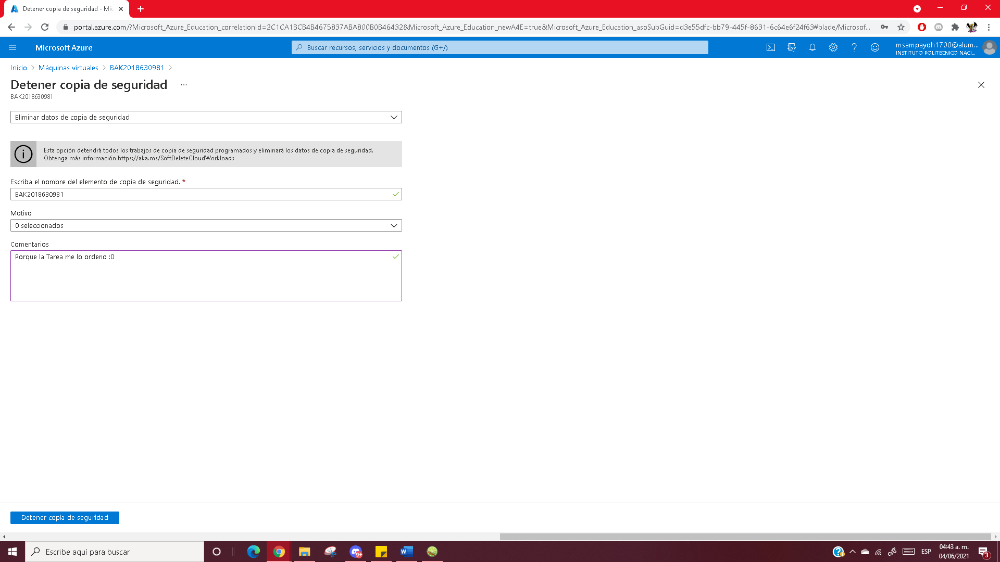 Detener copia de seguridad - Mic
portal.azure.com/?Microsoft_Azure_Education_correlationId=2C1CA1BCB4B4675837ABA800B0B46432&Microsoft_Azure_Education_newA4E=true&Microsoft_Azure_Education_asoSubGuid=d3e55dfc-bb79-445f-8631-6c64e6f24f63#blade/Microsof...
Microsoft Azure
Buscar recursos, servicios y documentos (G+/)
msampayoh1700@alum...
INSTITUTO POLITECNICO NACI...
Inicio > Máquinas virtuales > BAK2018630981 >
Detener copia de seguridad ...
BAK2018630981
Eliminar datos de copia de seguridad
Esta opción detendrá todos los trabajos de copia de seguridad programados y eliminará los datos de copia de seguridad.
Obtenga más información https://aka.ms/SoftDeleteCloudWorkloads
Escriba el nombre del elemento de copia de seguridad. *
BAK2018630981
Motivo
0 seleccionados
Comentarios
Porque la Tarea me lo ordeno :0
Detener copia de seguridad
Escribe aquí para buscar
9+
ESP
04:43 a. m.
04/06/2021
3